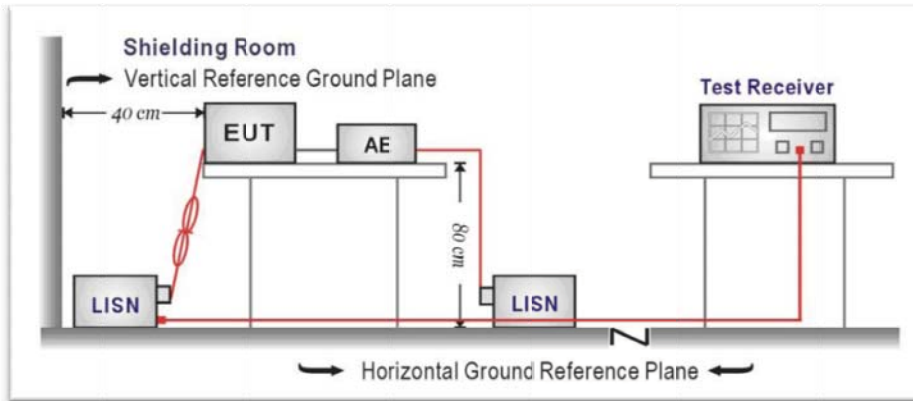 Shielding Room
Vertical Reference Ground Plane
40 cm
EUT
AE
Test Receiver
80 cm
LISN
LISN
Horizontal Ground Reference Plane